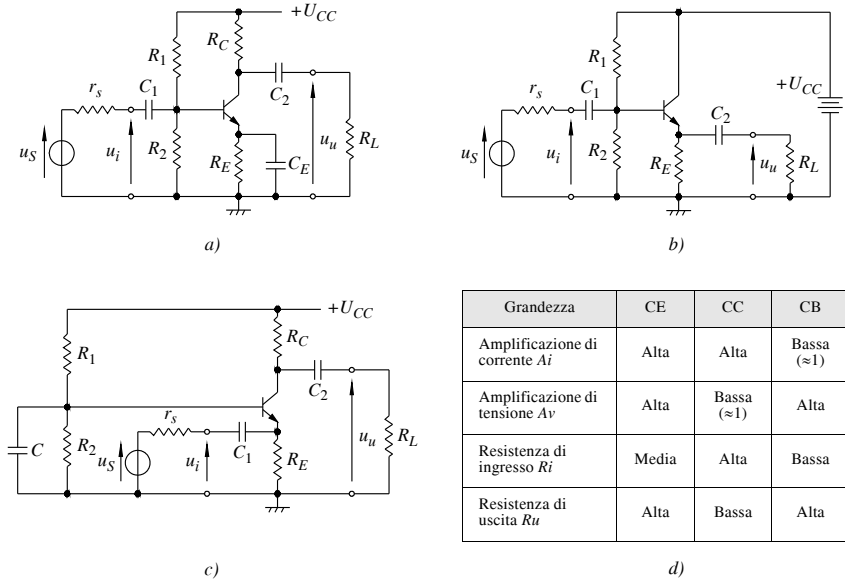 +U_CC
R_C
R_1
r_s
C_1
C_2
u_S
u_i
R_2
R_E
C_E
u_u
R_L
a)
R_1
+U_CC
r_s
C_1
C_2
u_S
u_i
R_2
R_E
u_u
R_L
b)
+U_CC
R_C
R_1
C_2
r_s
C
R_2
u_S
u_i
C_1
R_E
u_u
R_L
c)
Grandezza CE CC CB
Amplificazione di
corrente Ai
Alta Alta Bassa
(≈1)
Amplificazione di
tensione Av
Alta Bassa
(≈1)
Alta
Resistenza di
ingresso Ri
Media Alta Bassa
Resistenza di
uscita Ru
Alta Bassa Alta
d)